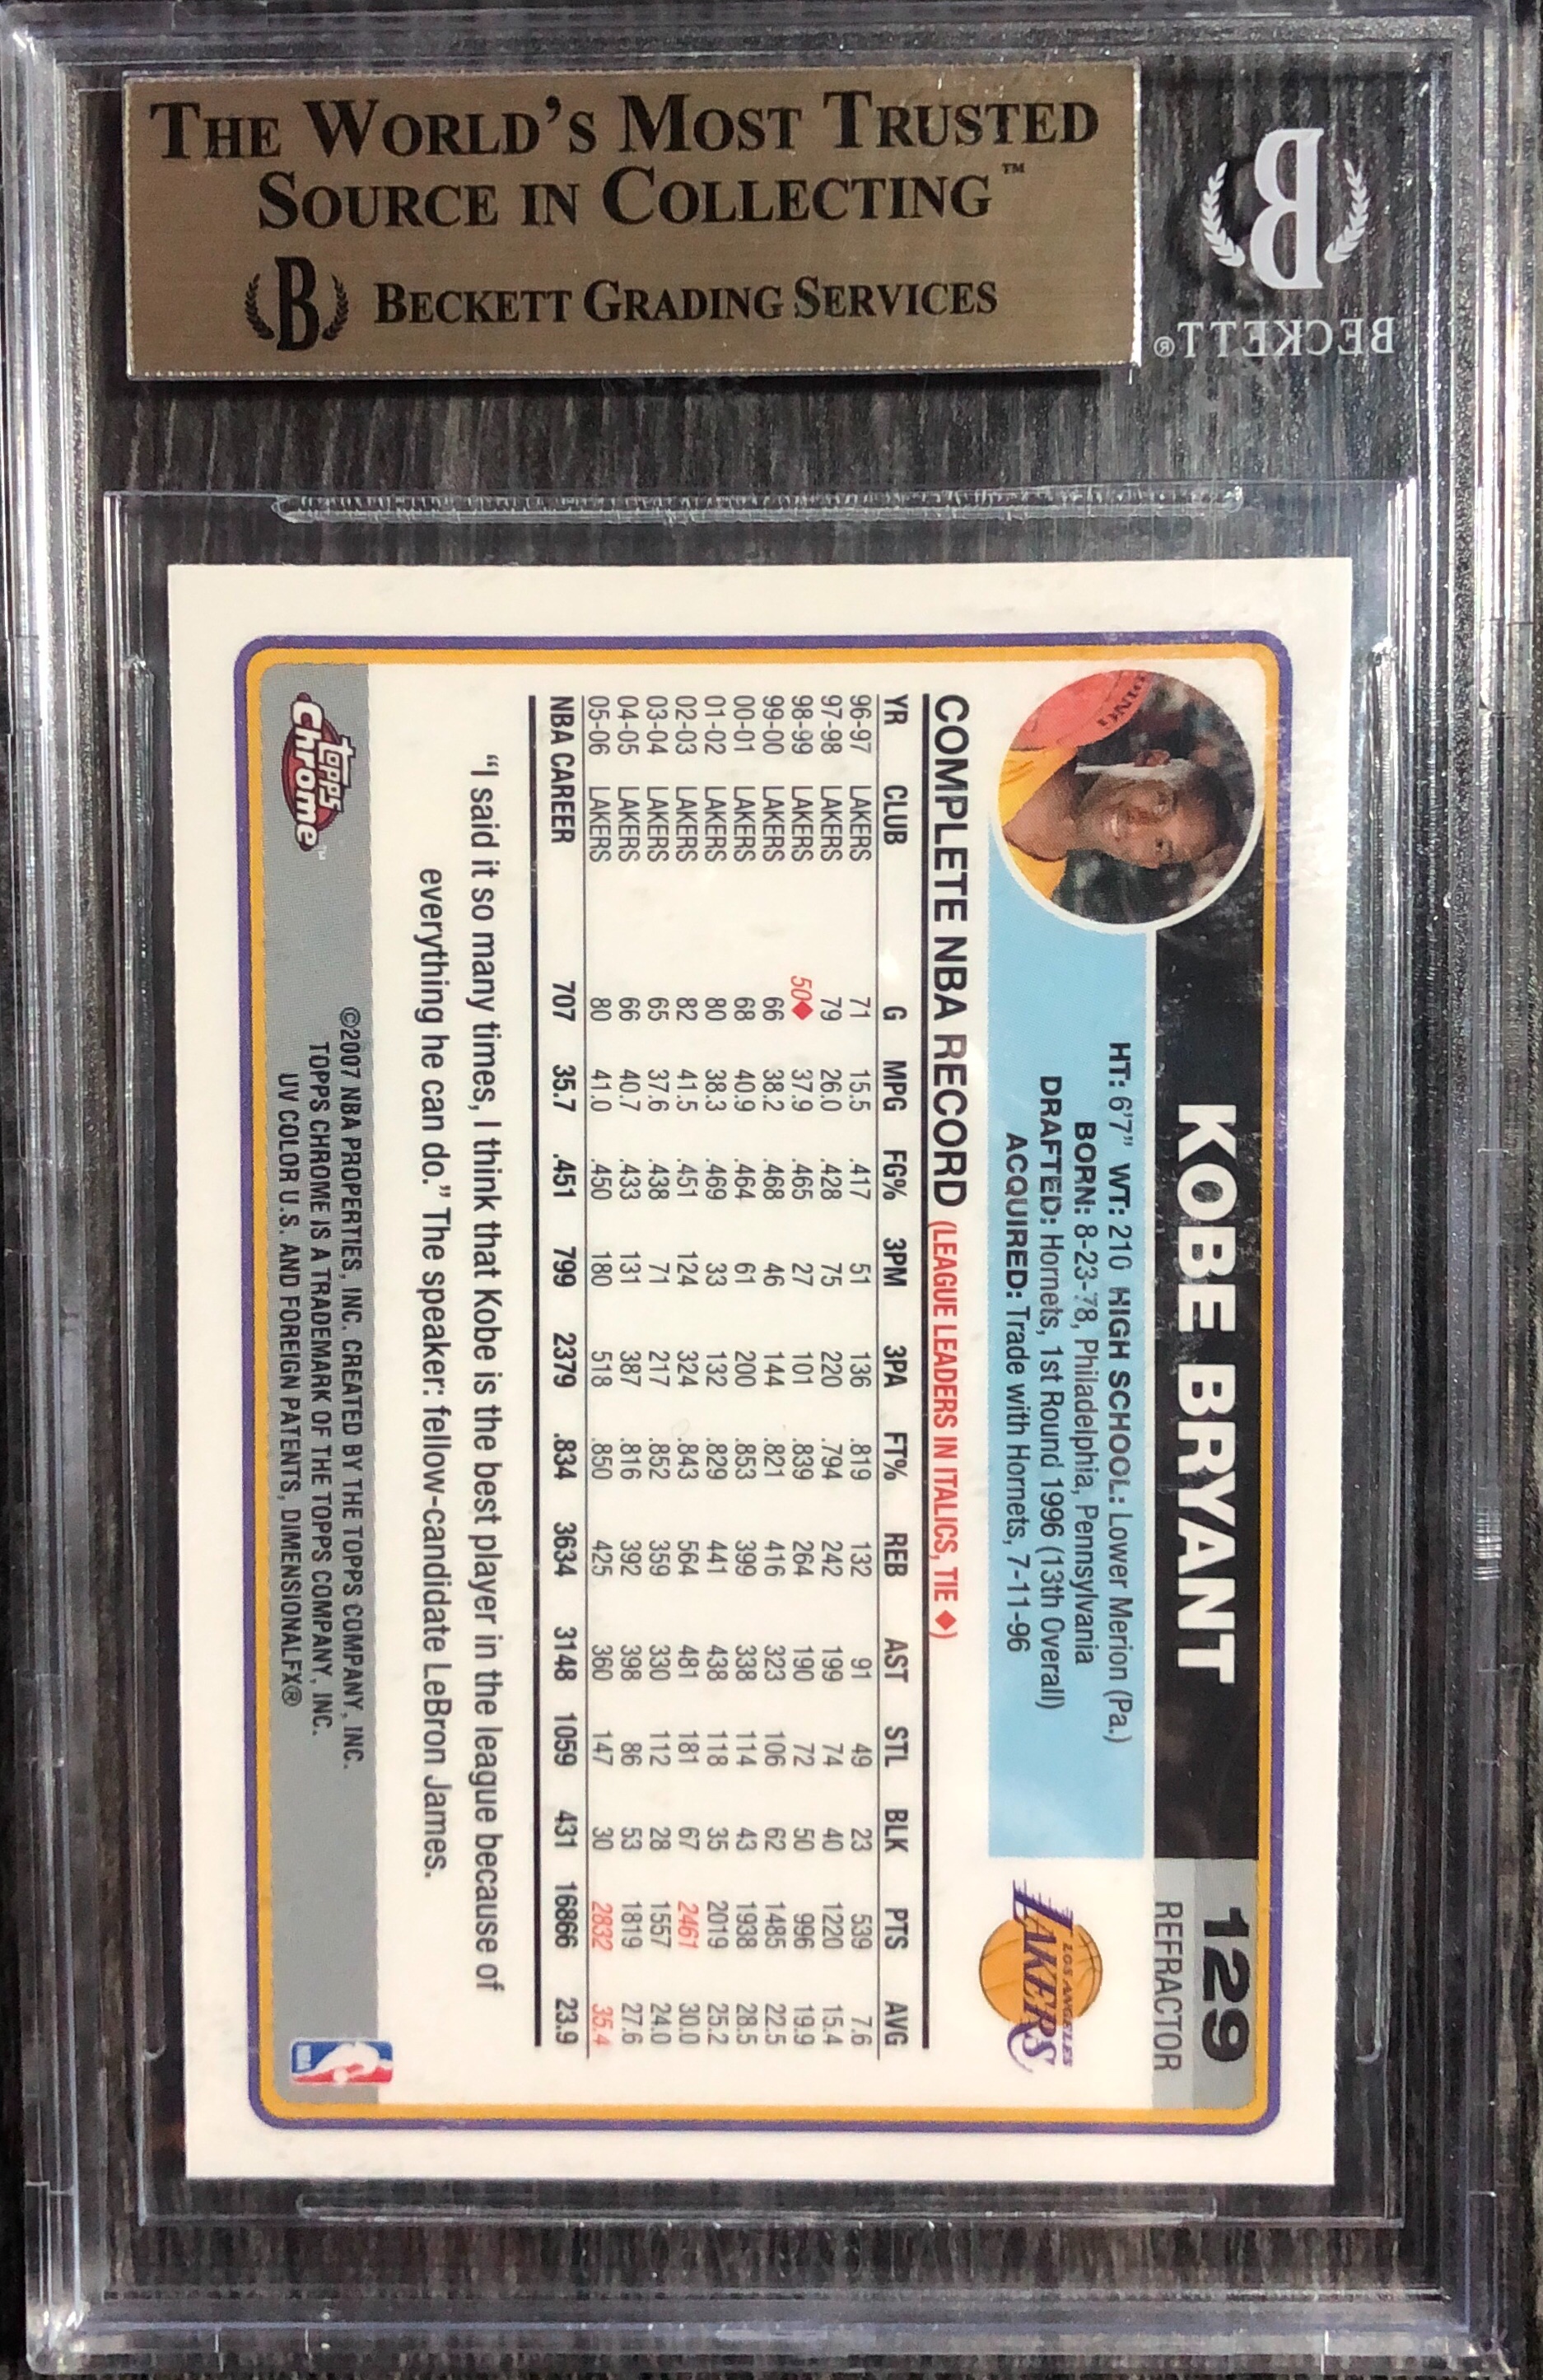 THE WORLD'S MOST TRUSTED
SOURCE IN COLLECTING™
B BECKETT GRADING SERVICES
B
BECKETT®
129
REFRACTOR
KOBE BRYANT
HT: 6'7" WT: 210 HIGH SCHOOL: Lower Merion (Pa.)
BORN: 8-23-78, Philadelphia, Pennsylvania
DRAFTED: Hornets, 1st Round 1996 (13th Overall)
ACQUIRED: Trade with Hornets, 7-11-96
LOS ANGELES
LAKERS
COMPLETE NBA RECORD (LEAGUE LEADERS IN ITALICS, TIE ◆)
YR CLUB G MPG FG% 3PM 3PA FT% REB AST STL BLK PTS AVG
96-97 LAKERS 71 15.5 .417 51 136 .819 132 91 49 23 539 7.6
97-98 LAKERS 79 26.0 .428 75 220 .794 242 199 74 40 1220 15.4
98-99 LAKERS 50◆ 37.9 .465 27 101 .839 264 190 72 50 996 19.9
99-00 LAKERS 66 38.2 .468 46 144 .821 416 323 106 62 1485 22.5
00-01 LAKERS 68 40.9 .464 61 200 .853 399 338 114 43 1938 28.5
01-02 LAKERS 80 38.3 .469 33 132 .829 441 438 118 35 2019 25.2
02-03 LAKERS 82 41.5 .451 124 324 .843 564 481 181 67 2461 30.0
03-04 LAKERS 65 37.6 .438 71 217 .852 359 330 112 28 1557 24.0
04-05 LAKERS 66 40.7 .433 131 387 .816 392 398 86 53 1819 27.6
05-06 LAKERS 80 41.0 .450 180 518 .850 425 360 147 30 2832 35.4
NBA CAREER 707 35.7 .451 799 2379 .834 3634 3148 1059 431 16866 23.9
"I said it so many times, I think that Kobe is the best player in the league because of
everything he can do." The speaker: fellow-candidate LeBron James.
topps
Chrome™
©2007 NBA PROPERTIES, INC. CREATED BY THE TOPPS COMPANY, INC.
TOPPS CHROME IS A TRADEMARK OF THE TOPPS COMPANY, INC.
UV COLOR U.S. AND FOREIGN PATENTS, DIMENSIONALFX®